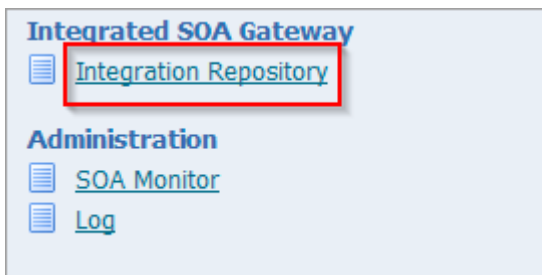 Integrated SOA Gateway
Integration Repository
Administration
SOA Monitor
Log